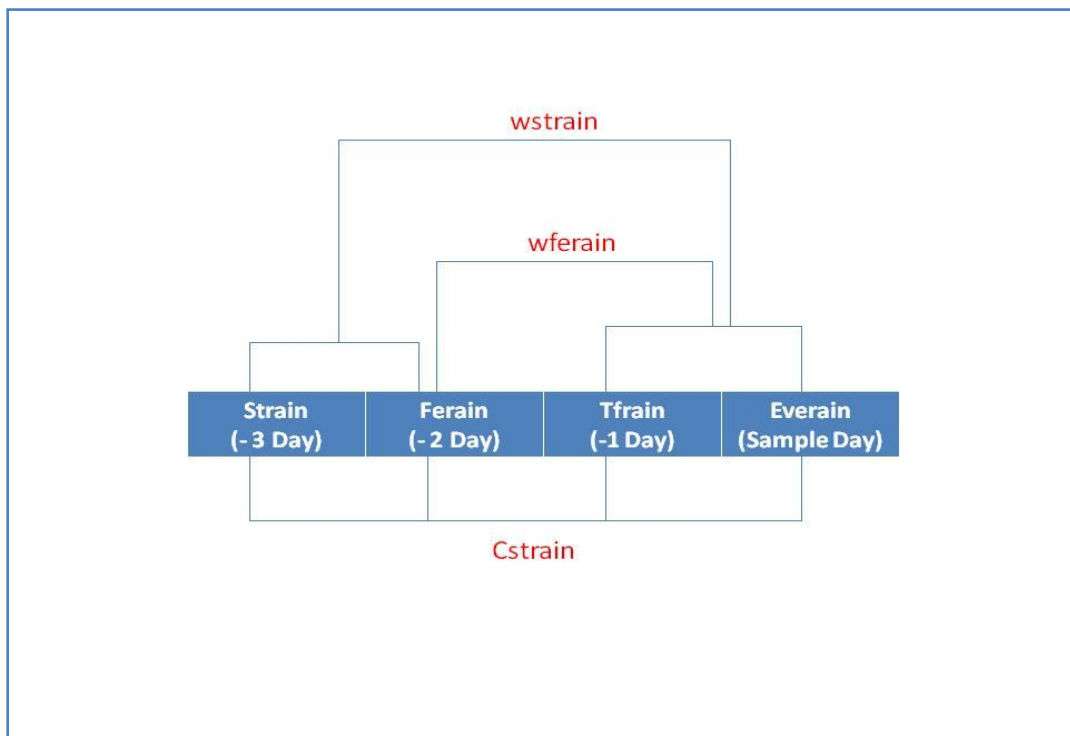 wstrain
wferain
Strain Ferain Tfrain Everain
(- 3 Day) (- 2 Day) (-1 Day) (Sample Day)
Cstrain